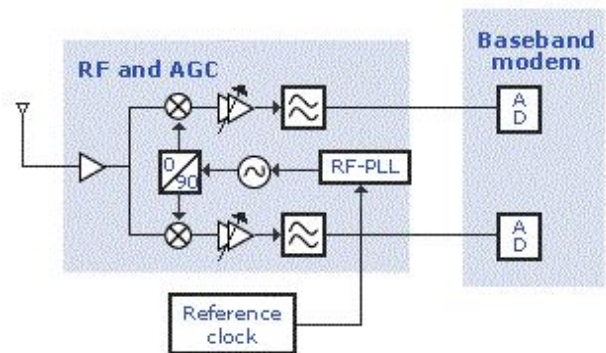 Baseband
modem
RF and AGC
A
D
0
90
RF-PLL
A
D
Reference
clock